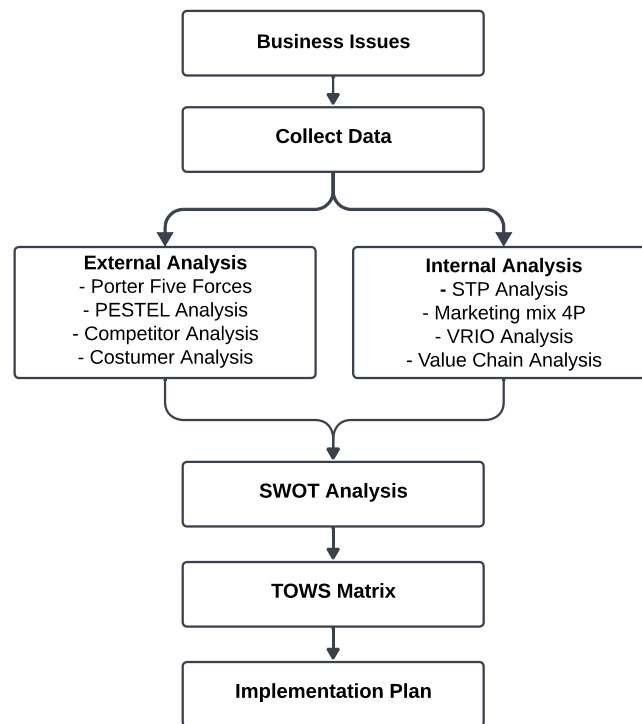 Business Issues
Collect Data
External Analysis
- Porter Five Forces
- PESTEL Analysis
- Competitor Analysis
- Costumer Analysis
Internal Analysis
- STP Analysis
- Marketing mix 4P
- VRIO Analysis
- Value Chain Analysis
SWOT Analysis
TOWS Matrix
Implementation Plan